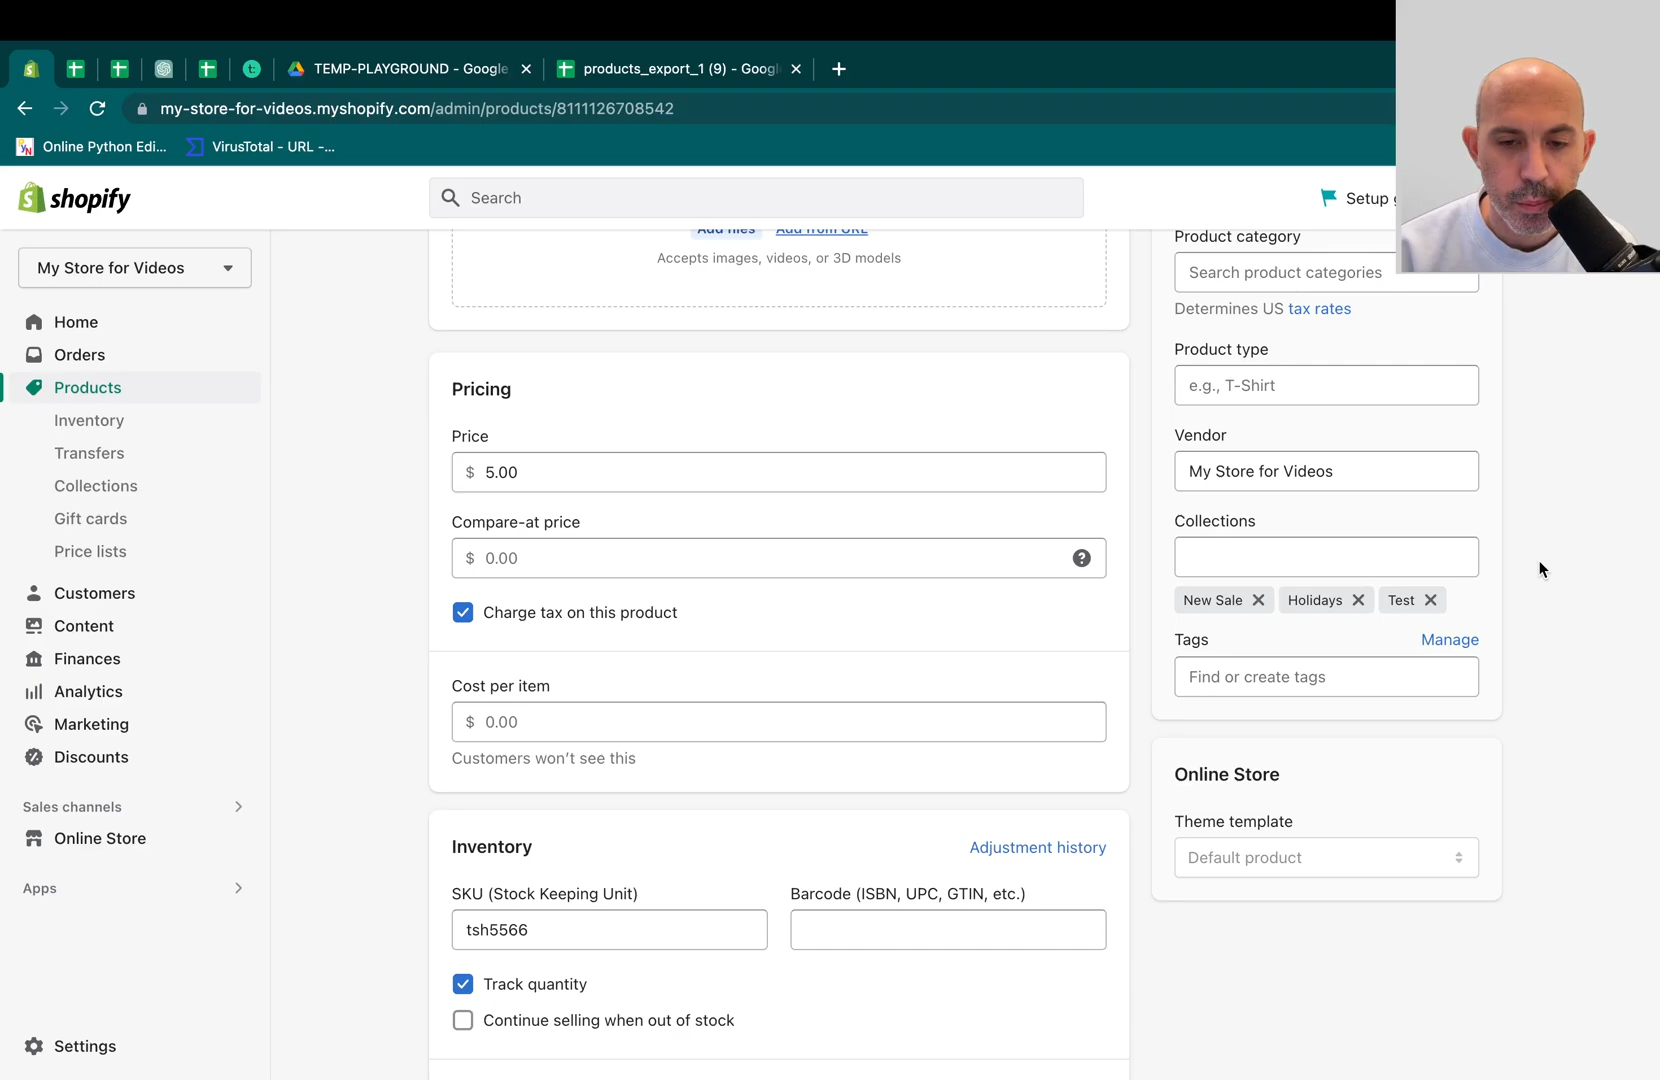 TEMP-PLAYGROUND - Google
products_export_1 (9) - Googl
my-store-for-videos.myshopify.com/admin/products/8111126708542
Online Python Edi...
VirusTotal - URL -...
shopify
Search
Setup g
My Store for Videos
Home
Orders
Products
Inventory
Transfers
Collections
Gift cards
Price lists
Customers
Content
Finances
Analytics
Marketing
Discounts
Sales channels
Online Store
Apps
Settings
Add files
Add from URL
Accepts images, videos, or 3D models
Pricing
Price
$ 5.00
Compare-at price
$ 0.00
Charge tax on this product
Cost per item
$ 0.00
Customers won't see this
Inventory
Adjustment history
SKU (Stock Keeping Unit)
Barcode (ISBN, UPC, GTIN, etc.)
tsh5566
Track quantity
Continue selling when out of stock
Product category
Search product categories
Determines US tax rates
Product type
e.g., T-Shirt
Vendor
My Store for Videos
Collections
New Sale
Holidays
Test
Tags
Manage
Find or create tags
Online Store
Theme template
Default product